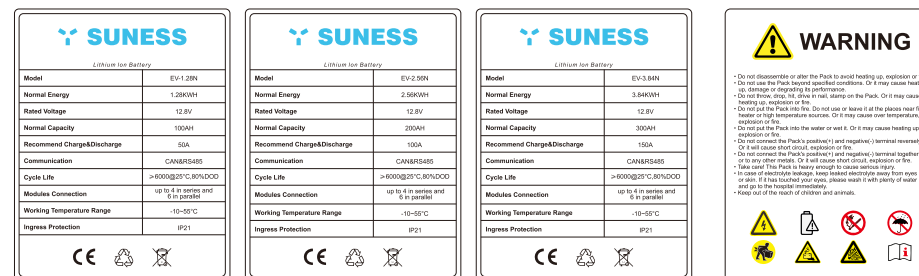 SUNESS
Lithium Ion Battery
Model EV-1.28N
Normal Energy 1.28KWH
Rated Voltage 12.8V
Normal Capacity 100AH
Recommend Charge&Discharge 50A
Communication CAN&RS485
Cycle Life >6000@25°C,80%DOD
Modules Connection up to 4 in series and
6 in parallel
Working Temperature Range -10~55°C
Ingress Protection IP21
CE
SUNESS
Lithium Ion Battery
Model EV-2.56N
Normal Energy 2.56KWH
Rated Voltage 12.8V
Normal Capacity 200AH
Recommend Charge&Discharge 100A
Communication CAN&RS485
Cycle Life >6000@25°C,80%DOD
Modules Connection up to 4 in series and
6 in parallel
Working Temperature Range -10~55°C
Ingress Protection IP21
CE
SUNESS
Lithium Ion Battery
Model EV-3.84N
Normal Energy 3.84KWH
Rated Voltage 12.8V
Normal Capacity 300AH
Recommend Charge&Discharge 150A
Communication CAN&RS485
Cycle Life >6000@25°C,80%DOD
Modules Connection up to 4 in series and
6 in parallel
Working Temperature Range -10~55°C
Ingress Protection IP21
CE
WARNING
• Do not disassemble or alter the Pack to avoid heating up, explosion or
• Do not use the Pack beyond specified conditions. Or it may cause heat
up, damage or degrading its performance.
• Do not throw, drop, hit, drive in nail, stamp on the Pack. Or it may cause
heating up, explosion or fire.
• Do not put the Pack into fire. Do not use or leave it at the places near fi
heater or high temperature sources. Or it may cause over temperature,
explosion or fire.
• Do not put the Pack into the water or wet it. Or it may cause heating up
explosion or fire.
• Do not connect the Pack's positive(+) and negative(-) terminal reversely
Or it will cause short circuit, explosion or fire.
• Do not connect the Pack's positive(+) and negative(-) terminal together
or to any other metals. Or it will cause short circuit, explosion or fire.
• Take care! This Pack is heavy enough to cause serious injury.
• In case of electrolyte leakage, keep leaked electrolyte away from eyes
or skin. If it has touched your eyes, please wash it with plenty of water
and go to the hospital immediately.
• Keep out of the reach of children and animals.